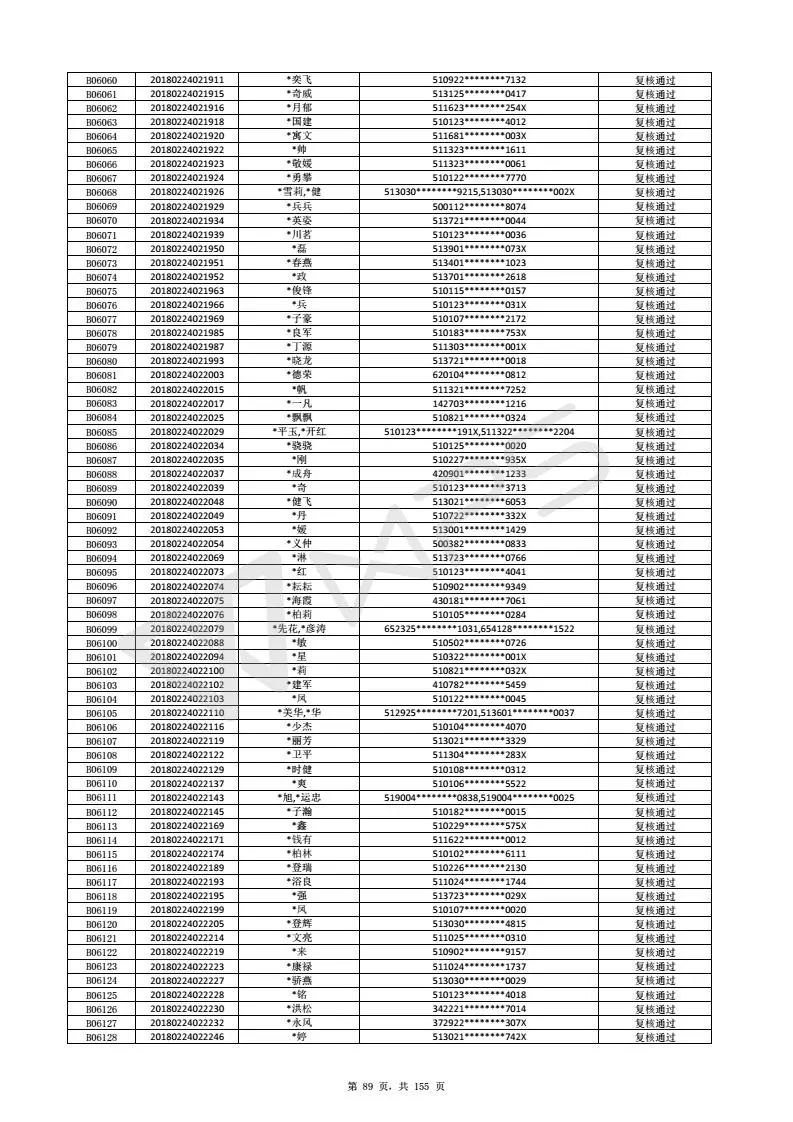 B06060 20180224021911 *奕飞 510922********7132 复核通过
B06061 20180224021915 *奇威 513125********0417 复核通过
B06062 20180224021916 *月郁 511623********254X 复核通过
B06063 20180224021918 *国建 510123********4012 复核通过
B06064 20180224021920 *寓文 511681********003X 复核通过
B06065 20180224021922 *帅 511323********1611 复核通过
B06066 20180224021923 *敬媛 511323********0061 复核通过
B06067 20180224021924 *勇攀 510122********7770 复核通过
B06068 20180224021926 *雪莉,*健 513030********9215,513030********002X 复核通过
B06069 20180224021929 *兵兵 500112********8074 复核通过
B06070 20180224021934 *英姿 513721********0044 复核通过
B06071 20180224021939 *川茗 510123********0036 复核通过
B06072 20180224021950 *磊 513901********073X 复核通过
B06073 20180224021951 *春燕 513401********1023 复核通过
B06074 20180224021952 *政 513701********2618 复核通过
B06075 20180224021963 *俊锋 510115********0157 复核通过
B06076 20180224021966 *兵 510123********031X 复核通过
B06077 20180224021969 *子豪 510107********2172 复核通过
B06078 20180224021985 *良军 510183********753X 复核通过
B06079 20180224021987 *丁源 511303********001X 复核通过
B06080 20180224021993 *晓龙 513721********0018 复核通过
B06081 20180224022003 *德荣 620104********0812 复核通过
B06082 20180224022015 *帆 511321********7252 复核通过
B06083 20180224022017 *一凡 142703********1216 复核通过
B06084 20180224022025 *飘飘 510821********0324 复核通过
B06085 20180224022029 *平玉,*开红 510123********191X,511322********2204 复核通过
B06086 20180224022034 *骁骁 510125********0020 复核通过
B06087 20180224022035 *刚 510227********935X 复核通过
B06088 20180224022037 *成舟 420901********1233 复核通过
B06089 20180224022039 *奇 510123********3713 复核通过
B06090 20180224022048 *健飞 513021********6053 复核通过
B06091 20180224022049 *丹 510722********332X 复核通过
B06092 20180224022053 *媛 513001********1429 复核通过
B06093 20180224022054 *义仲 500382********0833 复核通过
B06094 20180224022069 *淋 513723********0766 复核通过
B06095 20180224022073 *红 510123********4041 复核通过
B06096 20180224022074 *耘耘 510902********9349 复核通过
B06097 20180224022075 *海霞 430181********7061 复核通过
B06098 20180224022076 *柏莉 510105********0284 复核通过
B06099 20180224022079 *先花,*彦涛 652325********1031,654128********1522 复核通过
B06100 20180224022088 *敏 510502********0726 复核通过
B06101 20180224022094 *星 510322********001X 复核通过
B06102 20180224022100 *莉 510821********032X 复核通过
B06103 20180224022102 *建军 410782********5459 复核通过
B06104 20180224022103 *凤 510122********0045 复核通过
B06105 20180224022110 *美华,*华 512925********7201,513601********0037 复核通过
B06106 20180224022116 *少杰 510104********4070 复核通过
B06107 20180224022119 *丽芳 513021********3329 复核通过
B06108 20180224022122 *卫平 511304********283X 复核通过
B06109 20180224022129 *时健 510108********0312 复核通过
B06110 20180224022137 *爽 510106********5522 复核通过
B06111 20180224022143 *旭,*运忠 519004********0838,519004********0025 复核通过
B06112 20180224022145 *子瀚 510182********0015 复核通过
B06113 20180224022169 *鑫 510229********575X 复核通过
B06114 20180224022171 *钱有 511622********0012 复核通过
B06115 20180224022174 *柏林 510102********6111 复核通过
B06116 20180224022189 *登瑞 510226********2130 复核通过
B06117 20180224022193 *浴良 511024********1744 复核通过
B06118 20180224022195 *强 513723********029X 复核通过
B06119 20180224022199 *凤 510107********0020 复核通过
B06120 20180224022205 *登辉 513030********4815 复核通过
B06121 20180224022214 *文亮 511025********0310 复核通过
B06122 20180224022219 *来 510902********9157 复核通过
B06123 20180224022223 *康禄 511024********1737 复核通过
B06124 20180224022227 *骄燕 513030********0029 复核通过
B06125 20180224022228 *铭 510123********4018 复核通过
B06126 20180224022230 *洪松 342221********7014 复核通过
B06127 20180224022232 *永风 372922********307X 复核通过
B06128 20180224022246 *婷 513021********742X 复核通过
WPS
第 89 页, 共 155 页